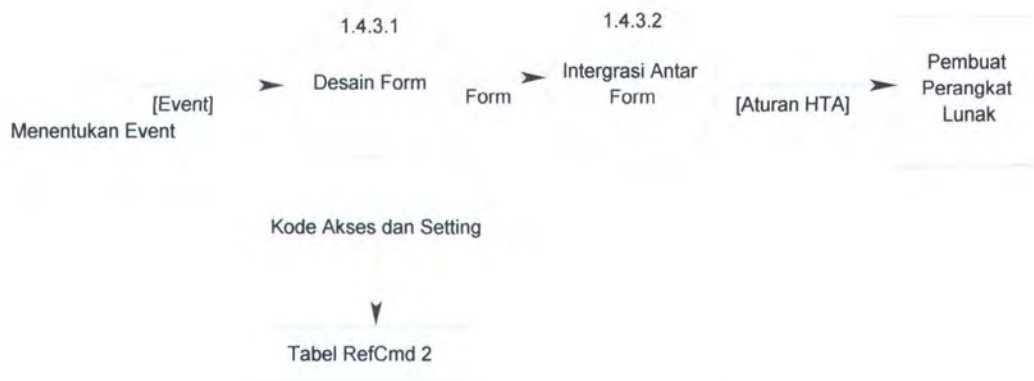 1.4.3.1
1.4.3.2
Desain Form
Intergrasi Antar
Form
Pembuat
Perangkat
Lunak
[Event]
Menentukan Event
Form
[Aturan HTA]
Kode Akses dan Setting
Tabel RefCmd 2